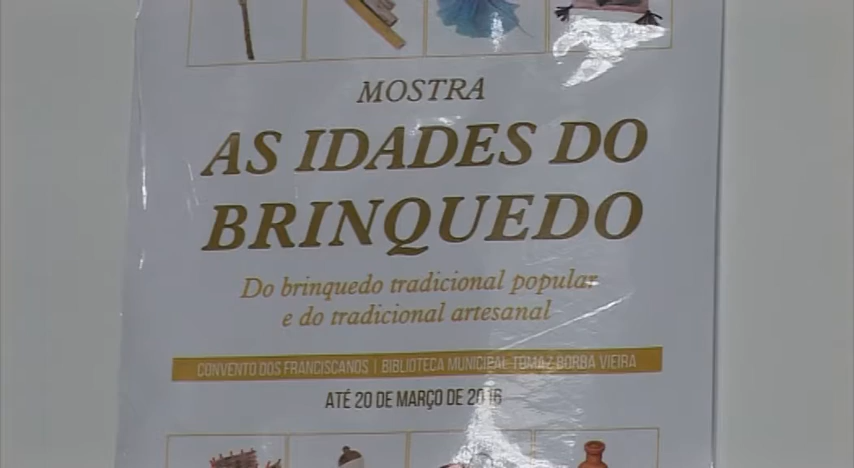 MOSTRA
AS IDADES DO
BRINQUEDO
Do brinquedo tradicional popular
e do tradicional artesanal
CONVENTO DOS FRANCISCANOS | BIBLIOTECA MUNICIPAL TOMAZ BORBA VIEIRA
ATÉ 20 DE MARÇO DE 2016